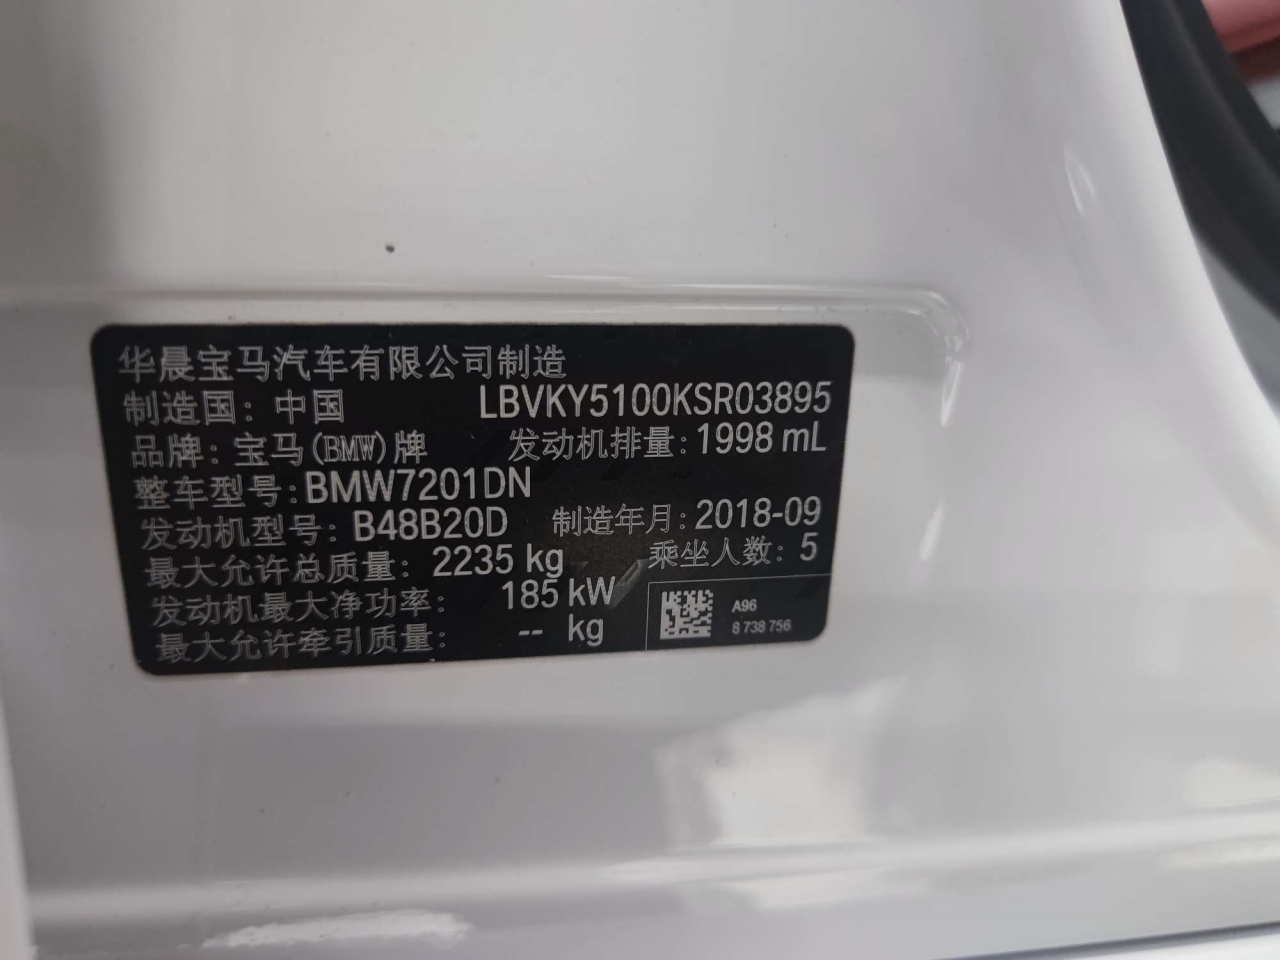 华晨宝马汽车有限公司制造
制造国: 中国 LBVKY5100KSR03895
品牌: 宝马(BMW)牌 发动机排量: 1998 mL
整车型号: BMW7201DN
发动机型号: B48B20D 制造年月: 2018-09
最大允许总质量: 2235 kg 乘坐人数: 5
发动机最大净功率: 185 kW
最大允许牵引质量: -- kg
A96
8 738 756